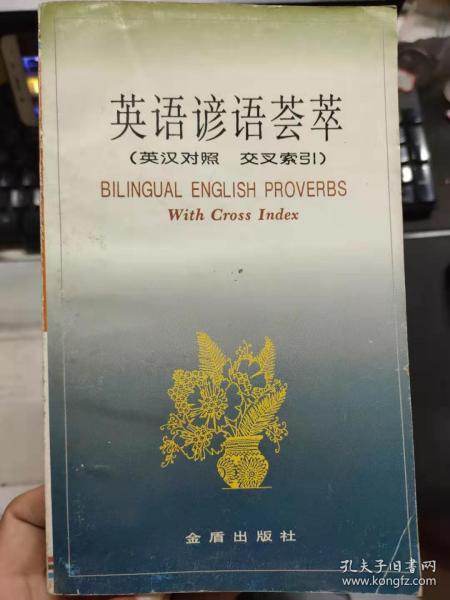 英语谚语荟萃
(英汉对照 交叉索引)
BILINGUAL ENGLISH PROVERBS
With Cross Index
金盾出版社
孔夫子旧书网
www.kongfz.com